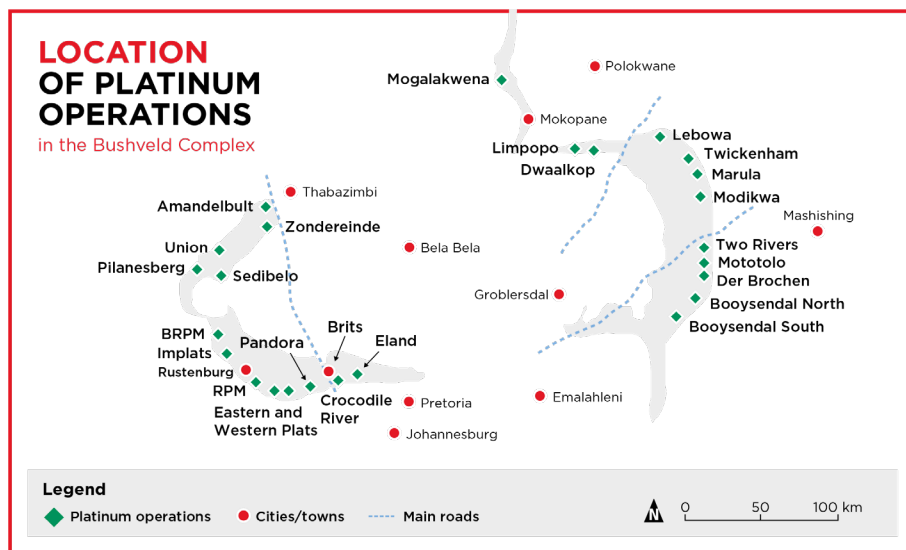 LOCATION
OF PLATINUM
OPERATIONS
in the Bushveld Complex
Polokwane
Mogalakwena
Mokopane
Lebowa
Limpopo
Twickenham
Dwaalkop
Marula
Thabazimbi
Modikwa
Amandelbult
Mashishing
Zondereinde
Union
Bela Bela
Two Rivers
Pilanesberg
Sedibelo
Mototolo
Der Brochen
Groblersdal
Booysendal North
Booysendal South
BRPM
Brits
Pandora
Eland
Implats
Rustenburg
RPM
Crocodile
River
Eastern and
Western Plats
Pretoria
Emalahleni
Johannesburg
Legend
Platinum operations
Cities/towns
Main roads
N
0 50 100 km